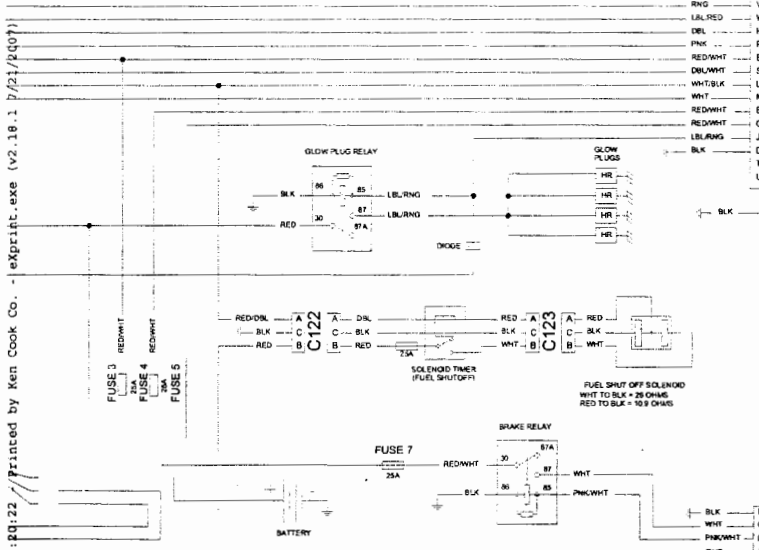 :20:22 - Printed by Ken Cook Co. - eXprint.exe (v2.18.1 7/21/2007)
RNG
LBL/RED
DBL
PNK
RED/WHT
DBL/WHT
WHT/BLK
WHT
RED/WHT
RED/WHT
LBL/RNG
BLK
GLOW PLUG RELAY
86
85
BLK
LBL/RNG
87
LBL/RNG
30
RED
87A
GLOW
PLUGS
HR
HR
HR
HR
BLK
DIODE
RED/WHT
RED/WHT
FUSE 3
25A
FUSE 4
25A
FUSE 5
RED/DBL A C122 A DBL
BLK C C BLK
RED B B RED
25A
SOLENOID TIMER
(FUEL SHUTOFF)
RED A C123 A RED
BLK C C BLK
WHT B B WHT
FUEL SHUT OFF SOLENOID
WHT TO BLK = 26 OHMS
RED TO BLK = 10.9 OHMS
BRAKE RELAY
87A
FUSE 7
25A
RED/WHT
30
87
WHT
BLK
86
85
PNK/WHT
BATTERY
BLK
WHT
PNK/WHT